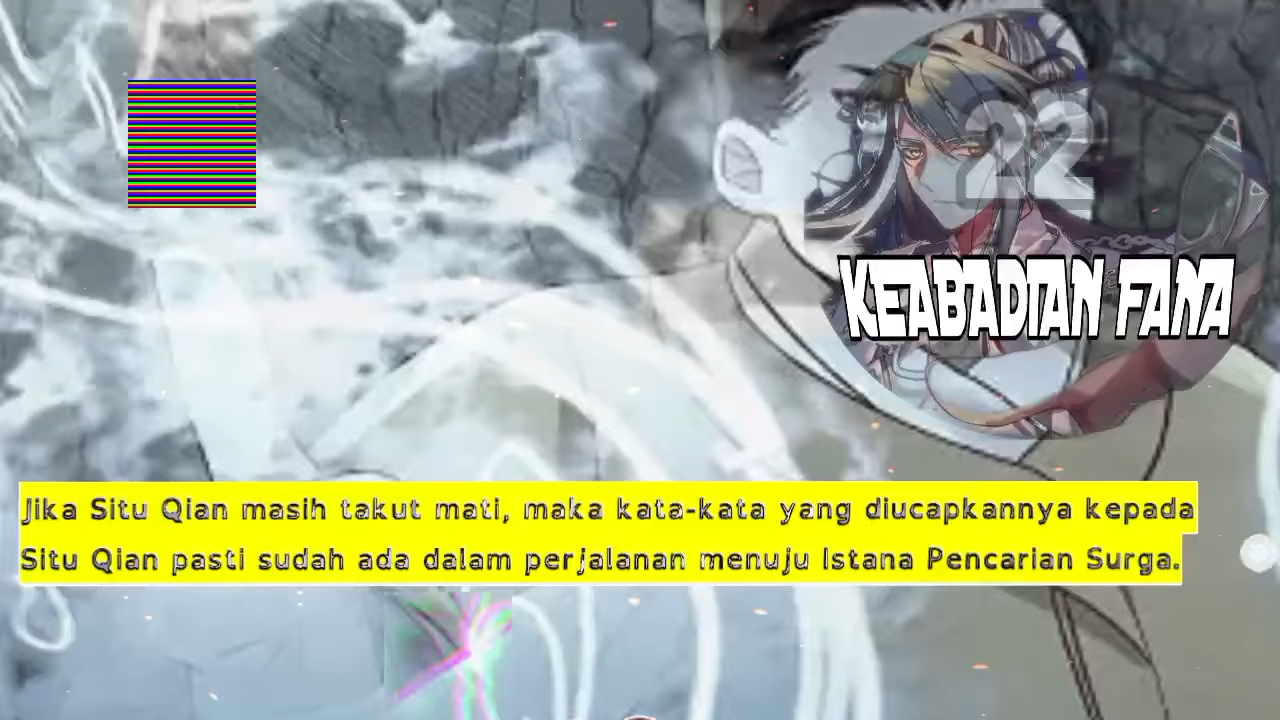 22
KEABADIAN FANA
Jika Situ Qian masih takut mati, maka kata-kata yang diucapkannya kepada
Situ Qian pasti sudah ada dalam perjalanan menuju Istana Pencarian Surga.